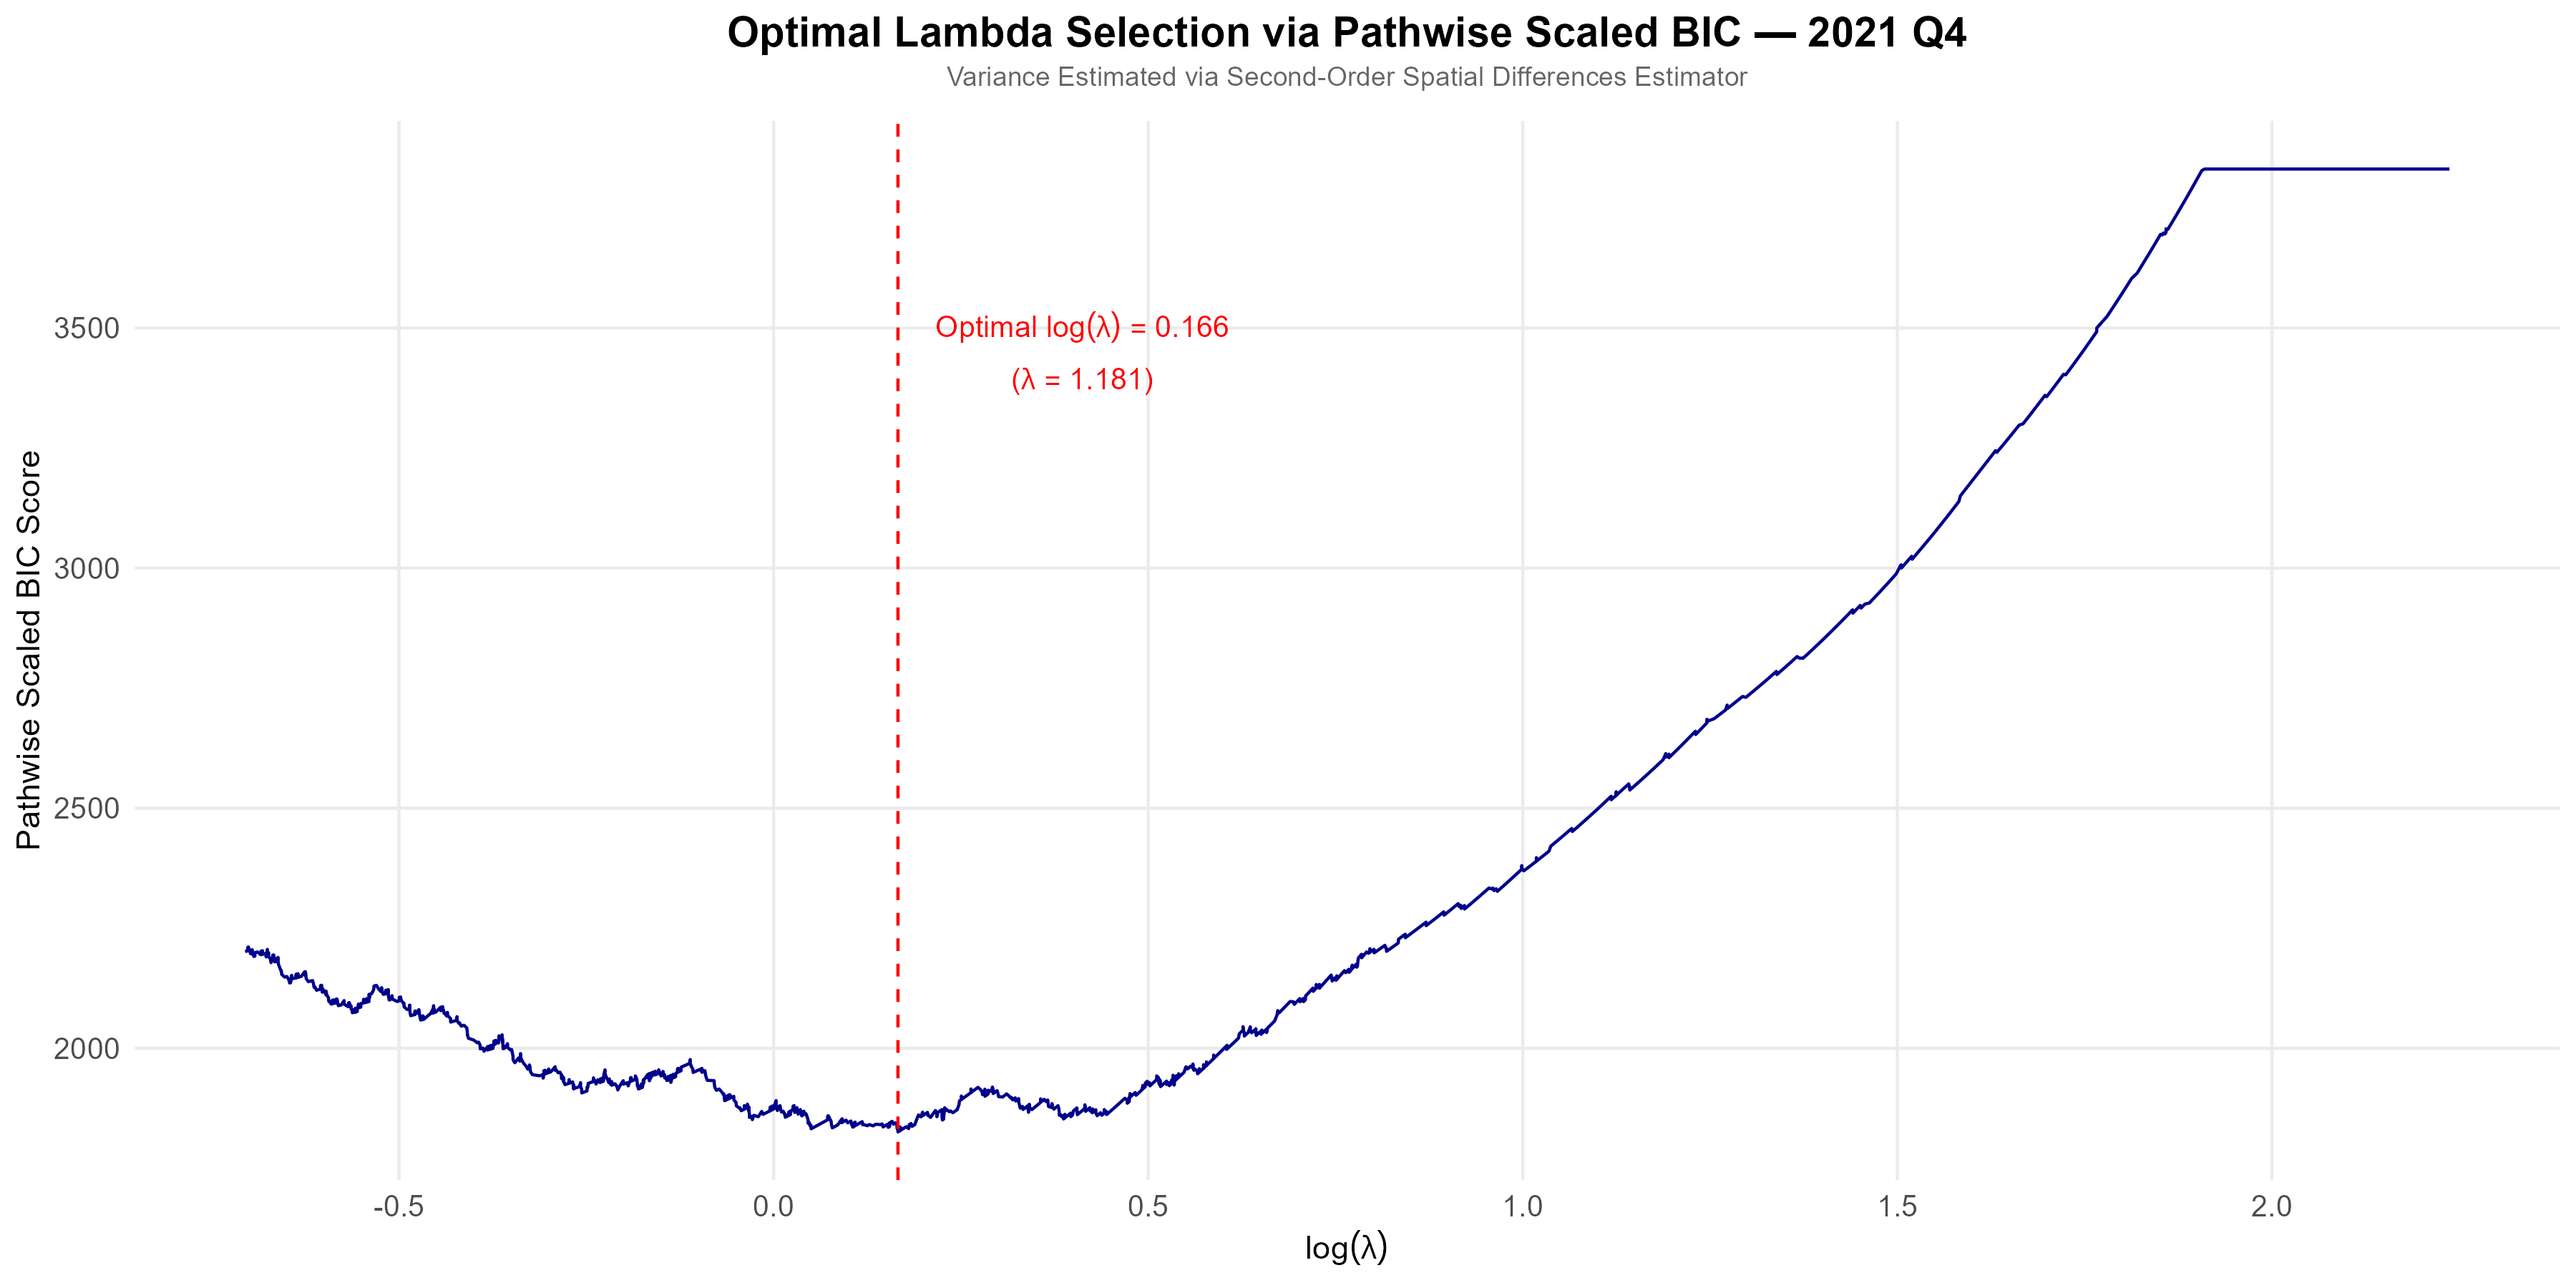 Optimal Lambda Selection via Pathwise Scaled BIC — 2021 Q4
Variance Estimated via Second-Order Spatial Differences Estimator
Pathwise Scaled BIC Score
3500
3000
2500
2000
Optimal log(λ) = 0.166
(λ = 1.181)
-0.5
0.0
0.5
1.0
1.5
2.0
log(λ)